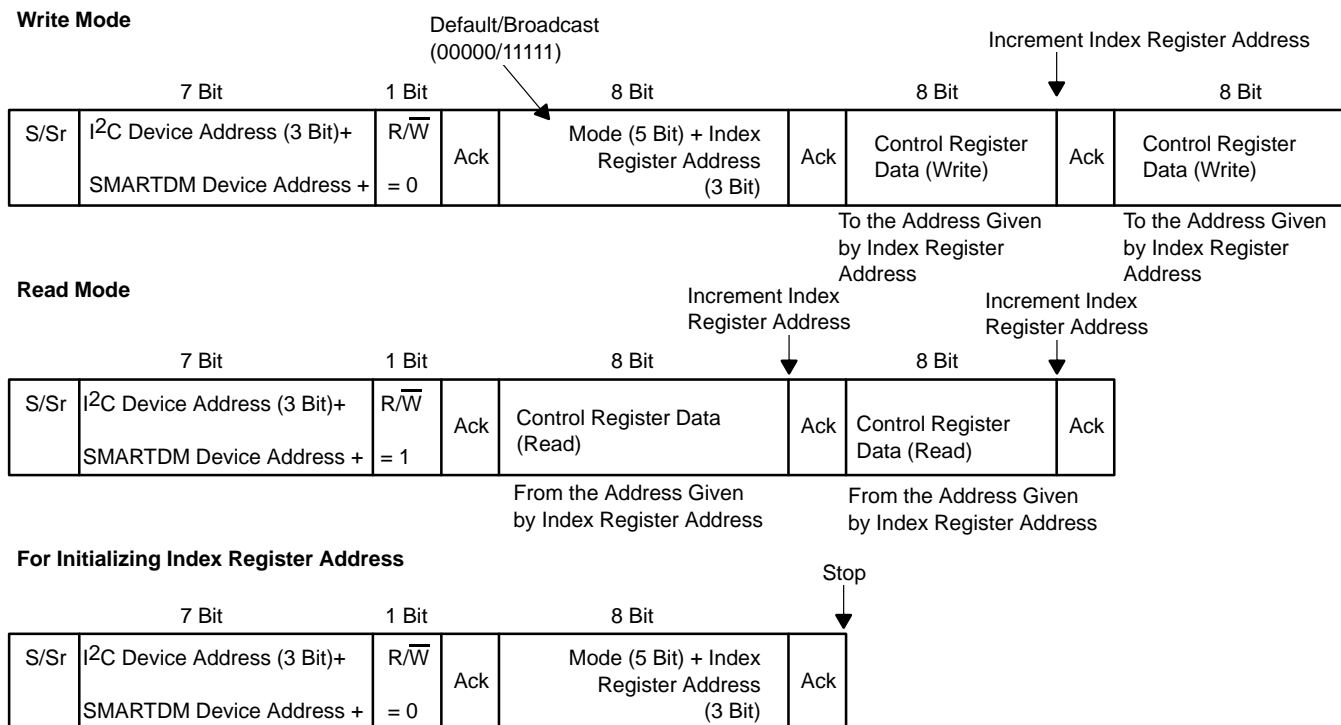 Write Mode
Default/Broadcast
(00000/11111)
Increment Index Register Address
7 Bit 1 Bit 8 Bit 8 Bit 8 Bit
S/Sr
I2C Device Address (3 Bit)+
SMARTDM Device Address +
R/W
= 0
Ack
Mode (5 Bit) + Index
Register Address
(3 Bit)
Ack
Control Register
Data (Write)
Ack
Control Register
Data (Write)
To the Address Given
by Index Register
Address
To the Address Given
by Index Register
Address
Read Mode
Increment Index
Register Address
Increment Index
Register Address
7 Bit 1 Bit 8 Bit 8 Bit
S/Sr
I2C Device Address (3 Bit)+
SMARTDM Device Address +
R/W
= 1
Ack
Control Register Data
(Read)
Ack
Control Register
Data (Read)
Ack
From the Address Given
by Index Register Address
From the Address Given
by Index Register Address
For Initializing Index Register Address
Stop
7 Bit 1 Bit 8 Bit
S/Sr
I2C Device Address (3 Bit)+
SMARTDM Device Address +
R/W
= 0
Ack
Mode (5 Bit) + Index
Register Address
(3 Bit)
Ack